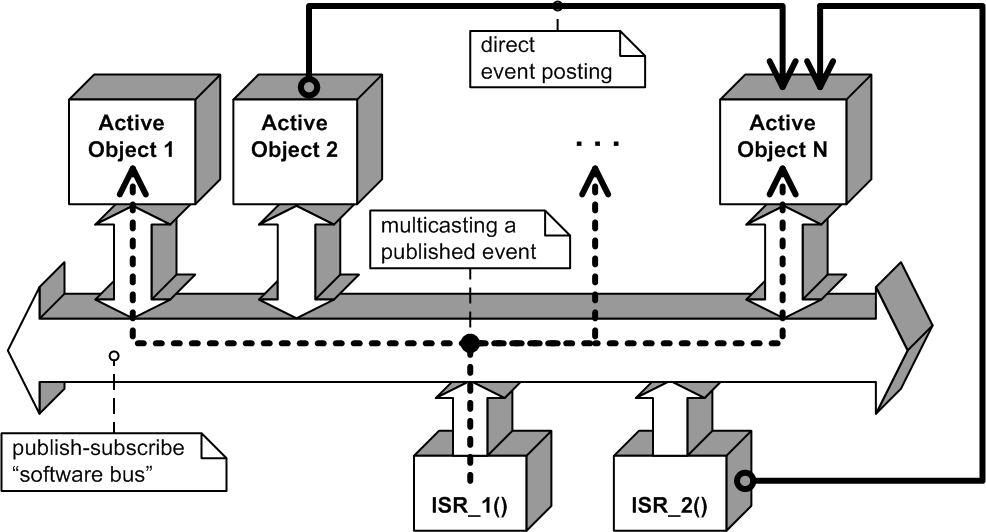 direct
event posting
Active
Object 1
Active
Object 2
. . .
Active
Object N
multicasting a
published event
publish-subscribe
“software bus”
ISR_1()
ISR_2()